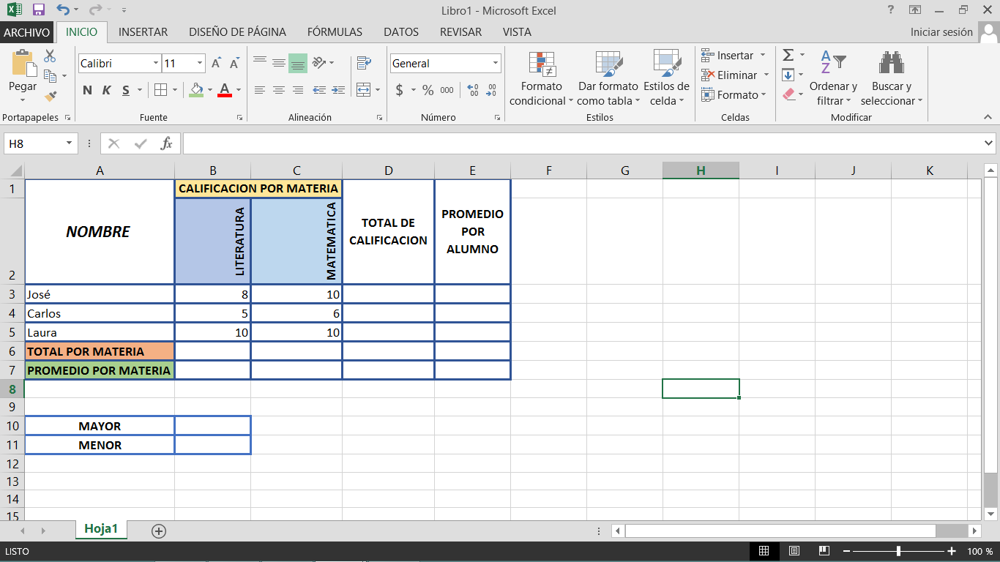 Libro1 - Microsoft Excel
?
ARCHIVO INICIO INSERTAR DISEÑO DE PÁGINA FÓRMULAS DATOS REVISAR VISTA Iniciar sesión
Pegar
Portapapeles
Calibri 11
N K S A A A
Fuente
Alineación
General
$ % 000
Número
Formato condicional
Dar formato como tabla
Estilos de celda
Estilos
Insertar
Eliminar
Formato
Celdas
Σ
Ordenar y filtrar
Buscar y seleccionar
Modificar
H8 fx
A B C D E F G H I J K
1 CALIFICACION POR MATERIA
2 NOMBRE LITERATURA MATEMATICA TOTAL DE CALIFICACION PROMEDIO POR ALUMNO
3 José 8 10
4 Carlos 5 6
5 Laura 10 10
6 TOTAL POR MATERIA
7 PROMEDIO POR MATERIA
8
9
10 MAYOR
11 MENOR
12
13
14
15
Hoja1
LISTO 100 %